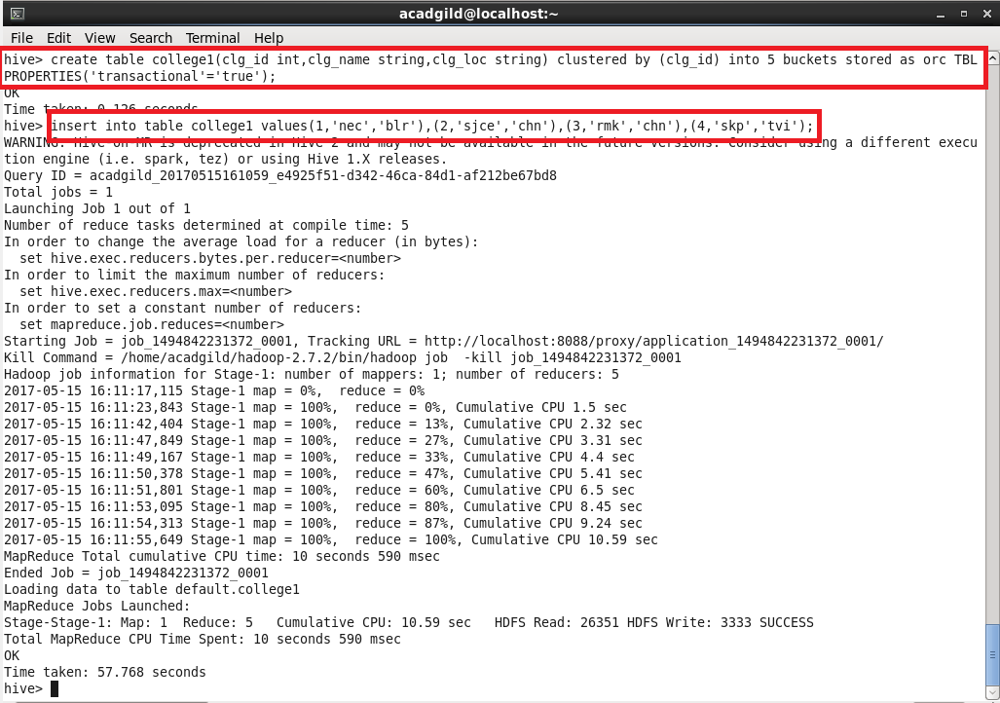 acadgild@localhost:~
File Edit View Search Terminal Help
hive> create table college1(clg_id int,clg_name string,clg_loc string) clustered by (clg_id) into 5 buckets stored as orc TBL
PROPERTIES('transactional'='true');
OK
Time taken: 0.126 seconds
hive> insert into table college1 values(1,'nec','blr'),(2,'sjce','chn'),(3,'rmk','chn'),(4,'skp','tvi');
WARNING: Hive-on-MR is deprecated in Hive 2 and may not be available in the future versions. Consider using a different execu
tion engine (i.e. spark, tez) or using Hive 1.X releases.
Query ID = acadgild_20170515161059_e4925f51-d342-46ca-84d1-af212be67bd8
Total jobs = 1
Launching Job 1 out of 1
Number of reduce tasks determined at compile time: 5
In order to change the average load for a reducer (in bytes):
  set hive.exec.reducers.bytes.per.reducer=<number>
In order to limit the maximum number of reducers:
  set hive.exec.reducers.max=<number>
In order to set a constant number of reducers:
  set mapreduce.job.reduces=<number>
Starting Job = job_1494842231372_0001, Tracking URL = http://localhost:8088/proxy/application_1494842231372_0001/
Kill Command = /home/acadgild/hadoop-2.7.2/bin/hadoop job  -kill job_1494842231372_0001
Hadoop job information for Stage-1: number of mappers: 1; number of reducers: 5
2017-05-15 16:11:17,115 Stage-1 map = 0%,  reduce = 0%
2017-05-15 16:11:23,843 Stage-1 map = 100%,  reduce = 0%, Cumulative CPU 1.5 sec
2017-05-15 16:11:42,404 Stage-1 map = 100%,  reduce = 13%, Cumulative CPU 2.32 sec
2017-05-15 16:11:47,849 Stage-1 map = 100%,  reduce = 27%, Cumulative CPU 3.31 sec
2017-05-15 16:11:49,167 Stage-1 map = 100%,  reduce = 33%, Cumulative CPU 4.4 sec
2017-05-15 16:11:50,378 Stage-1 map = 100%,  reduce = 47%, Cumulative CPU 5.41 sec
2017-05-15 16:11:51,801 Stage-1 map = 100%,  reduce = 60%, Cumulative CPU 6.5 sec
2017-05-15 16:11:53,095 Stage-1 map = 100%,  reduce = 80%, Cumulative CPU 8.45 sec
2017-05-15 16:11:54,313 Stage-1 map = 100%,  reduce = 87%, Cumulative CPU 9.24 sec
2017-05-15 16:11:55,649 Stage-1 map = 100%,  reduce = 100%, Cumulative CPU 10.59 sec
MapReduce Total cumulative CPU time: 10 seconds 590 msec
Ended Job = job_1494842231372_0001
Loading data to table default.college1
MapReduce Jobs Launched:
Stage-Stage-1: Map: 1  Reduce: 5   Cumulative CPU: 10.59 sec   HDFS Read: 26351 HDFS Write: 3333 SUCCESS
Total MapReduce CPU Time Spent: 10 seconds 590 msec
OK
Time taken: 57.768 seconds
hive>